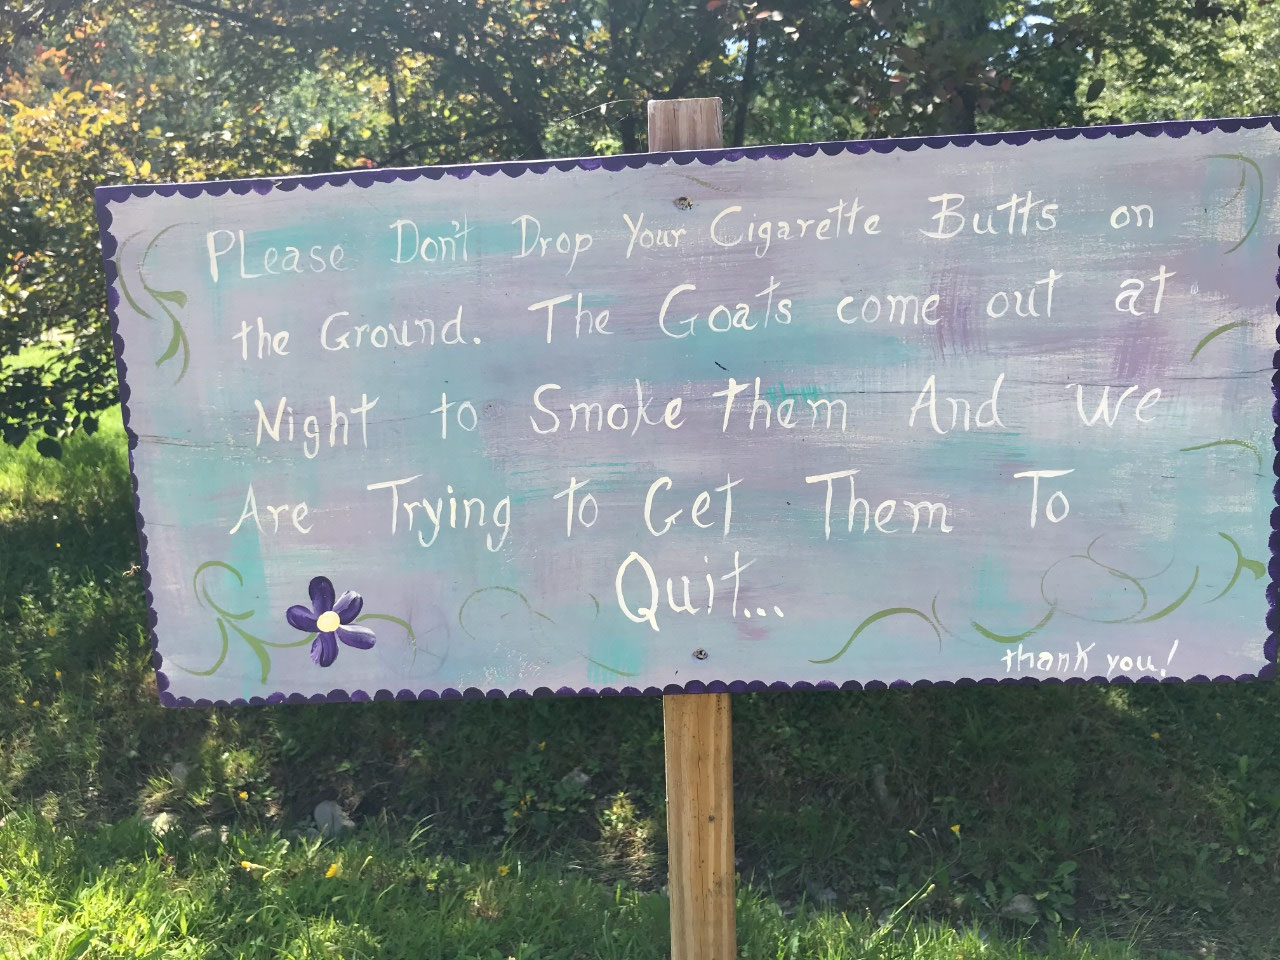 PLease Don't Drop Your Cigarette Butts on
the Ground. The Goats come out at
Night to Smoke them And we
Are Trying to Get Them To
Quit...
thank you!